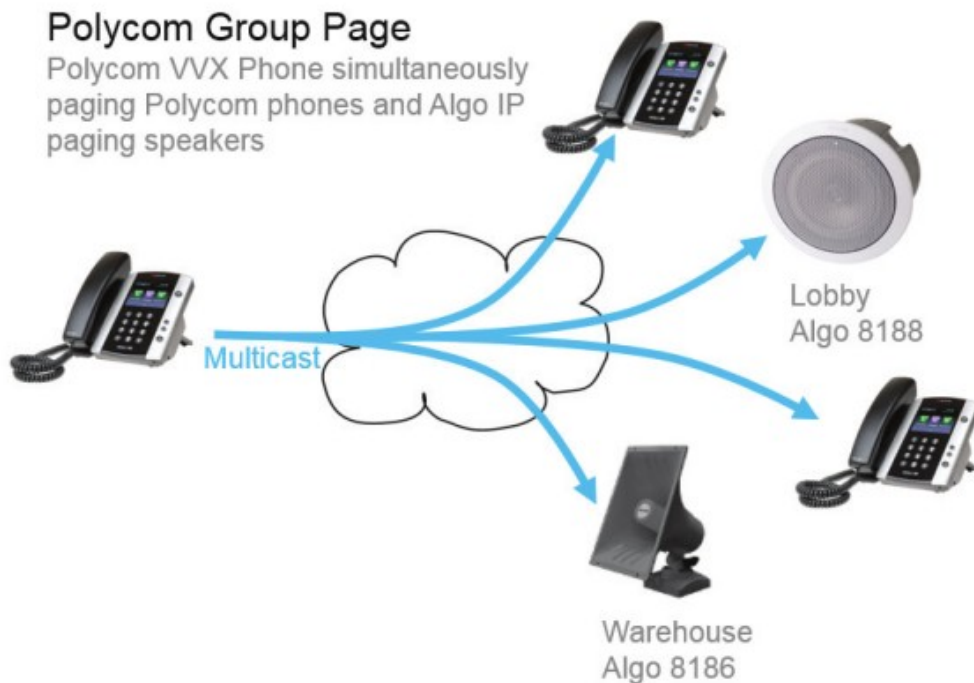 Polycom Group Page
Polycom VVX Phone simultaneously
paging Polycom phones and Algo IP
paging speakers
Lobby
Algo 8188
Multicast
Warehouse
Algo 8186